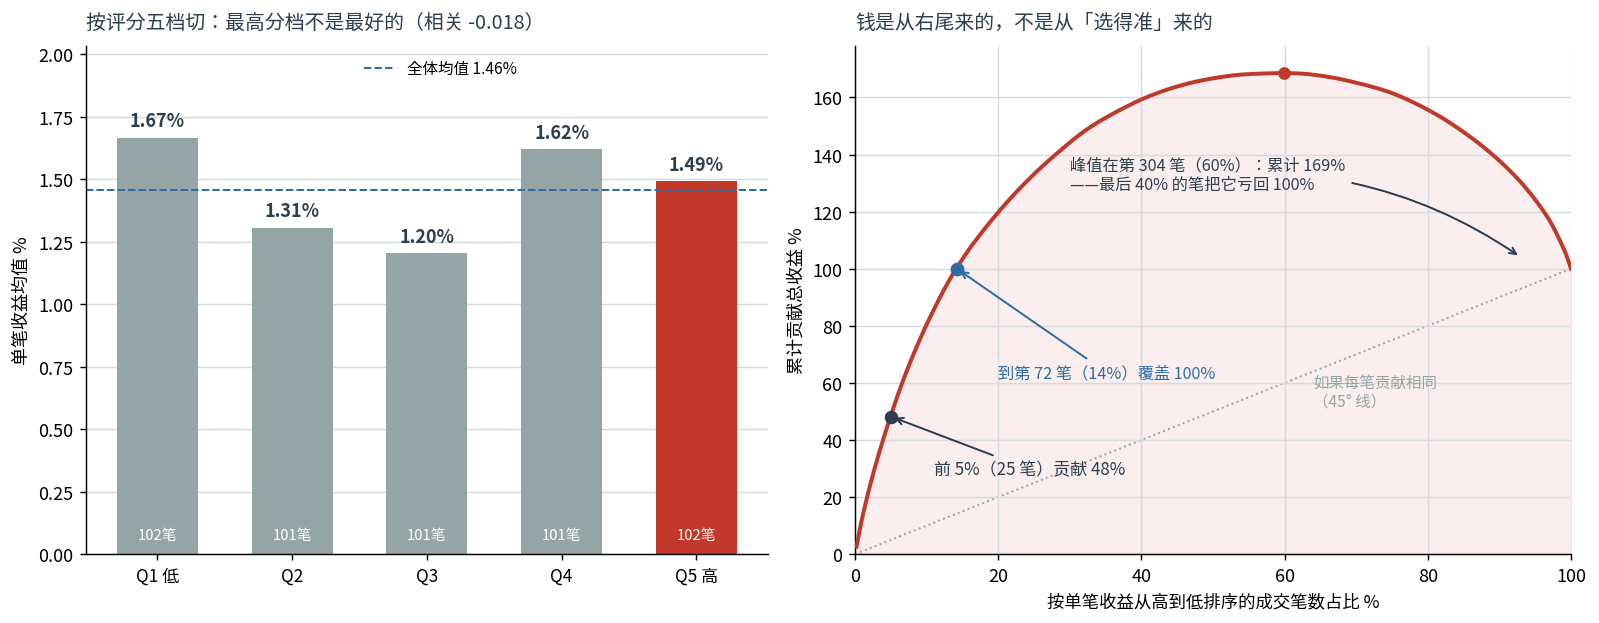 按评分五档切：最高分档不是最好的（相关 -0.018）
单笔收益均值 %
2.00
1.75
1.50
1.25
1.00
0.75
0.50
0.25
0.00
全体均值 1.46%
1.67%
1.31%
1.20%
1.62%
1.49%
102笔
101笔
101笔
101笔
102笔
Q1 低
Q2
Q3
Q4
Q5 高
钱是从右尾来的，不是从「选得准」来的
累计贡献总收益 %
160
140
120
100
80
60
40
20
0
峰值在第 304 笔（60%）：累计 169%
——最后 40% 的笔把它亏回 100%
到第 72 笔（14%）覆盖 100%
如果每笔贡献相同
（45° 线）
前 5%（25 笔）贡献 48%
0
20
40
60
80
100
按单笔收益从高到低排序的成交笔数占比 %